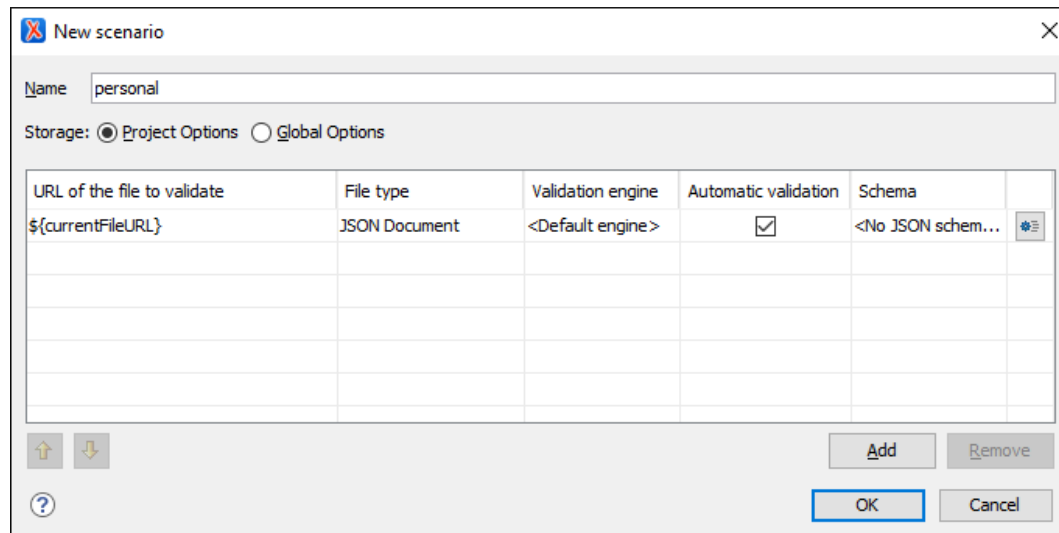 New scenario
Name personal
Storage: Project Options Global Options
URL of the file to validate File type Validation engine Automatic validation Schema
${currentFileURL} JSON Document <Default engine> <No JSON schem...
Add Remove
? OK Cancel